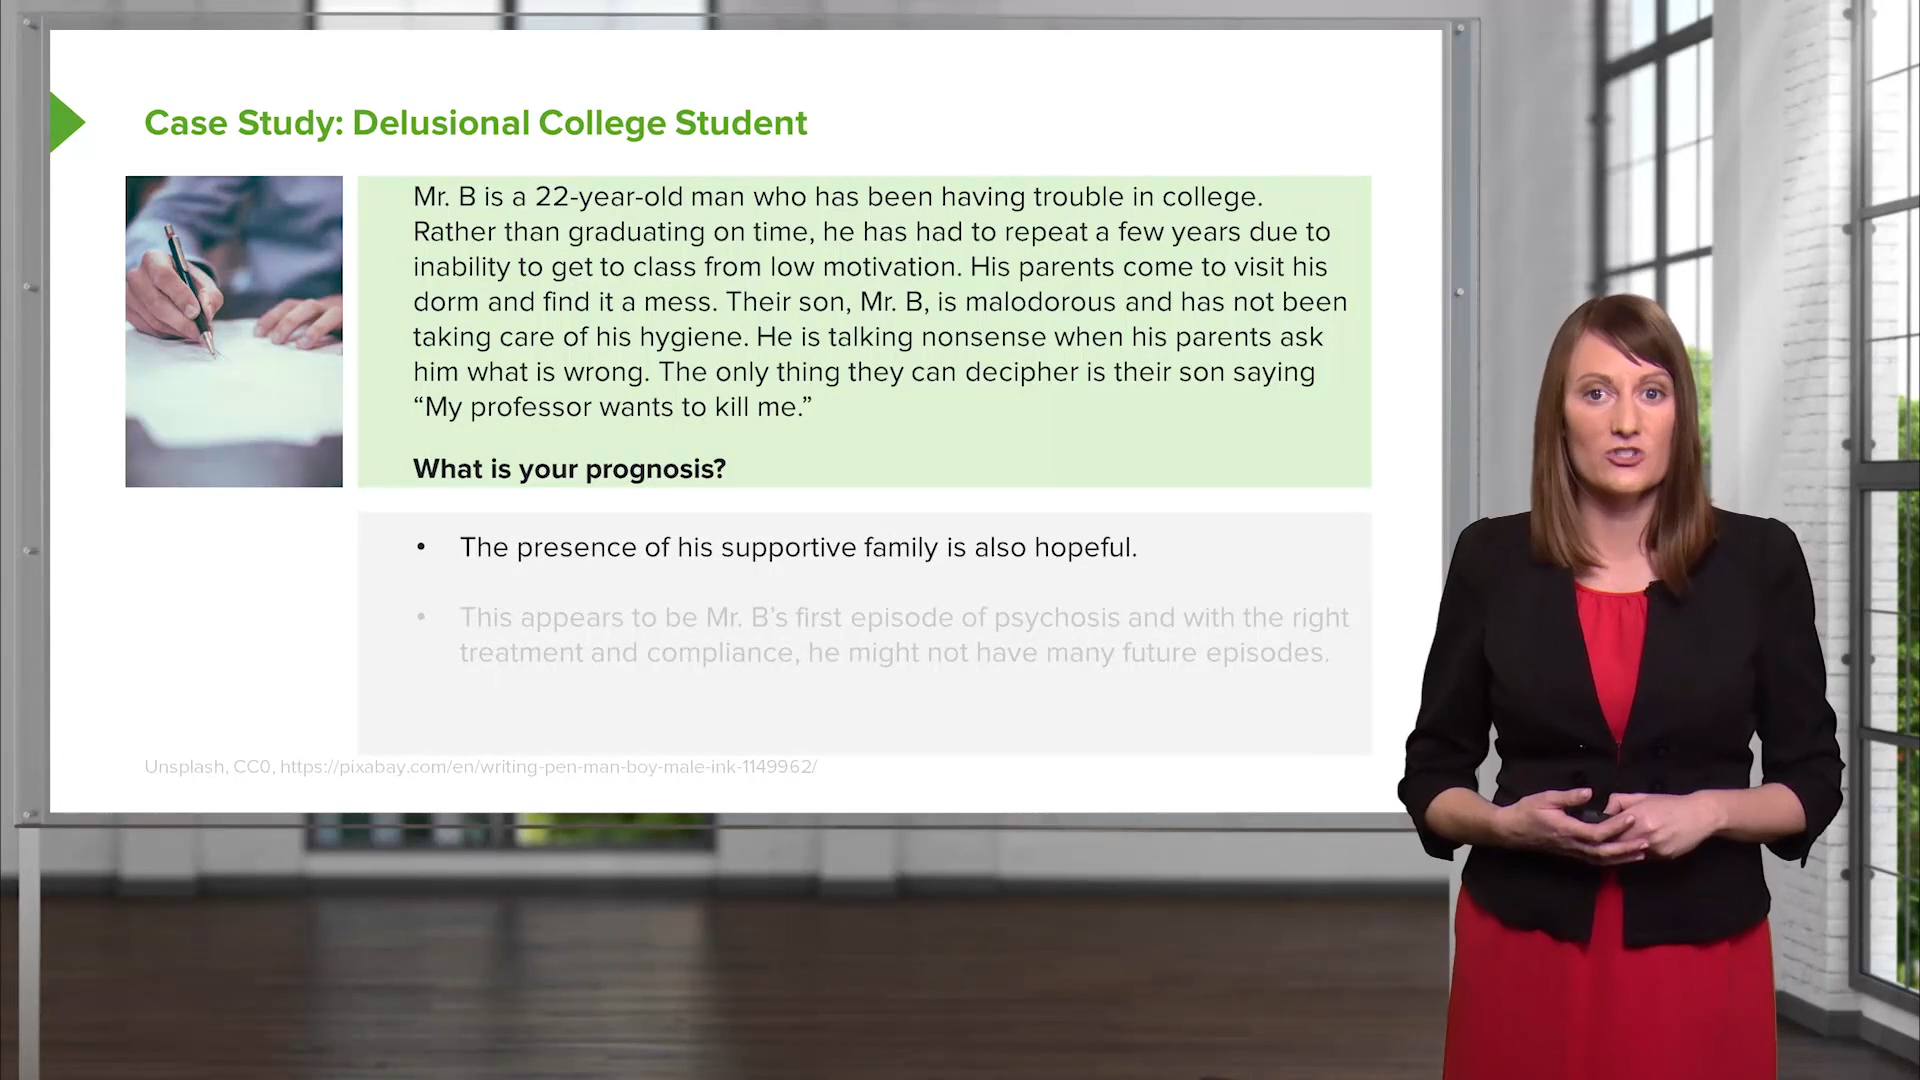 Case Study: Delusional College Student
Mr. B is a 22-year-old man who has been having trouble in college.
Rather than graduating on time, he has had to repeat a few years due to
inability to get to class from low motivation. His parents come to visit his
dorm and find it a mess. Their son, Mr. B, is malodorous and has not been
taking care of his hygiene. He is talking nonsense when his parents ask
him what is wrong. The only thing they can decipher is their son saying
“My professor wants to kill me.”
What is your prognosis?
• The presence of his supportive family is also hopeful.
• This appears to be Mr. B’s first episode of psychosis and with the right
treatment and compliance, he might not have many future episodes.
Unsplash, CC0, https://pixabay.com/en/writing-pen-man-boy-male-ink-1149962/